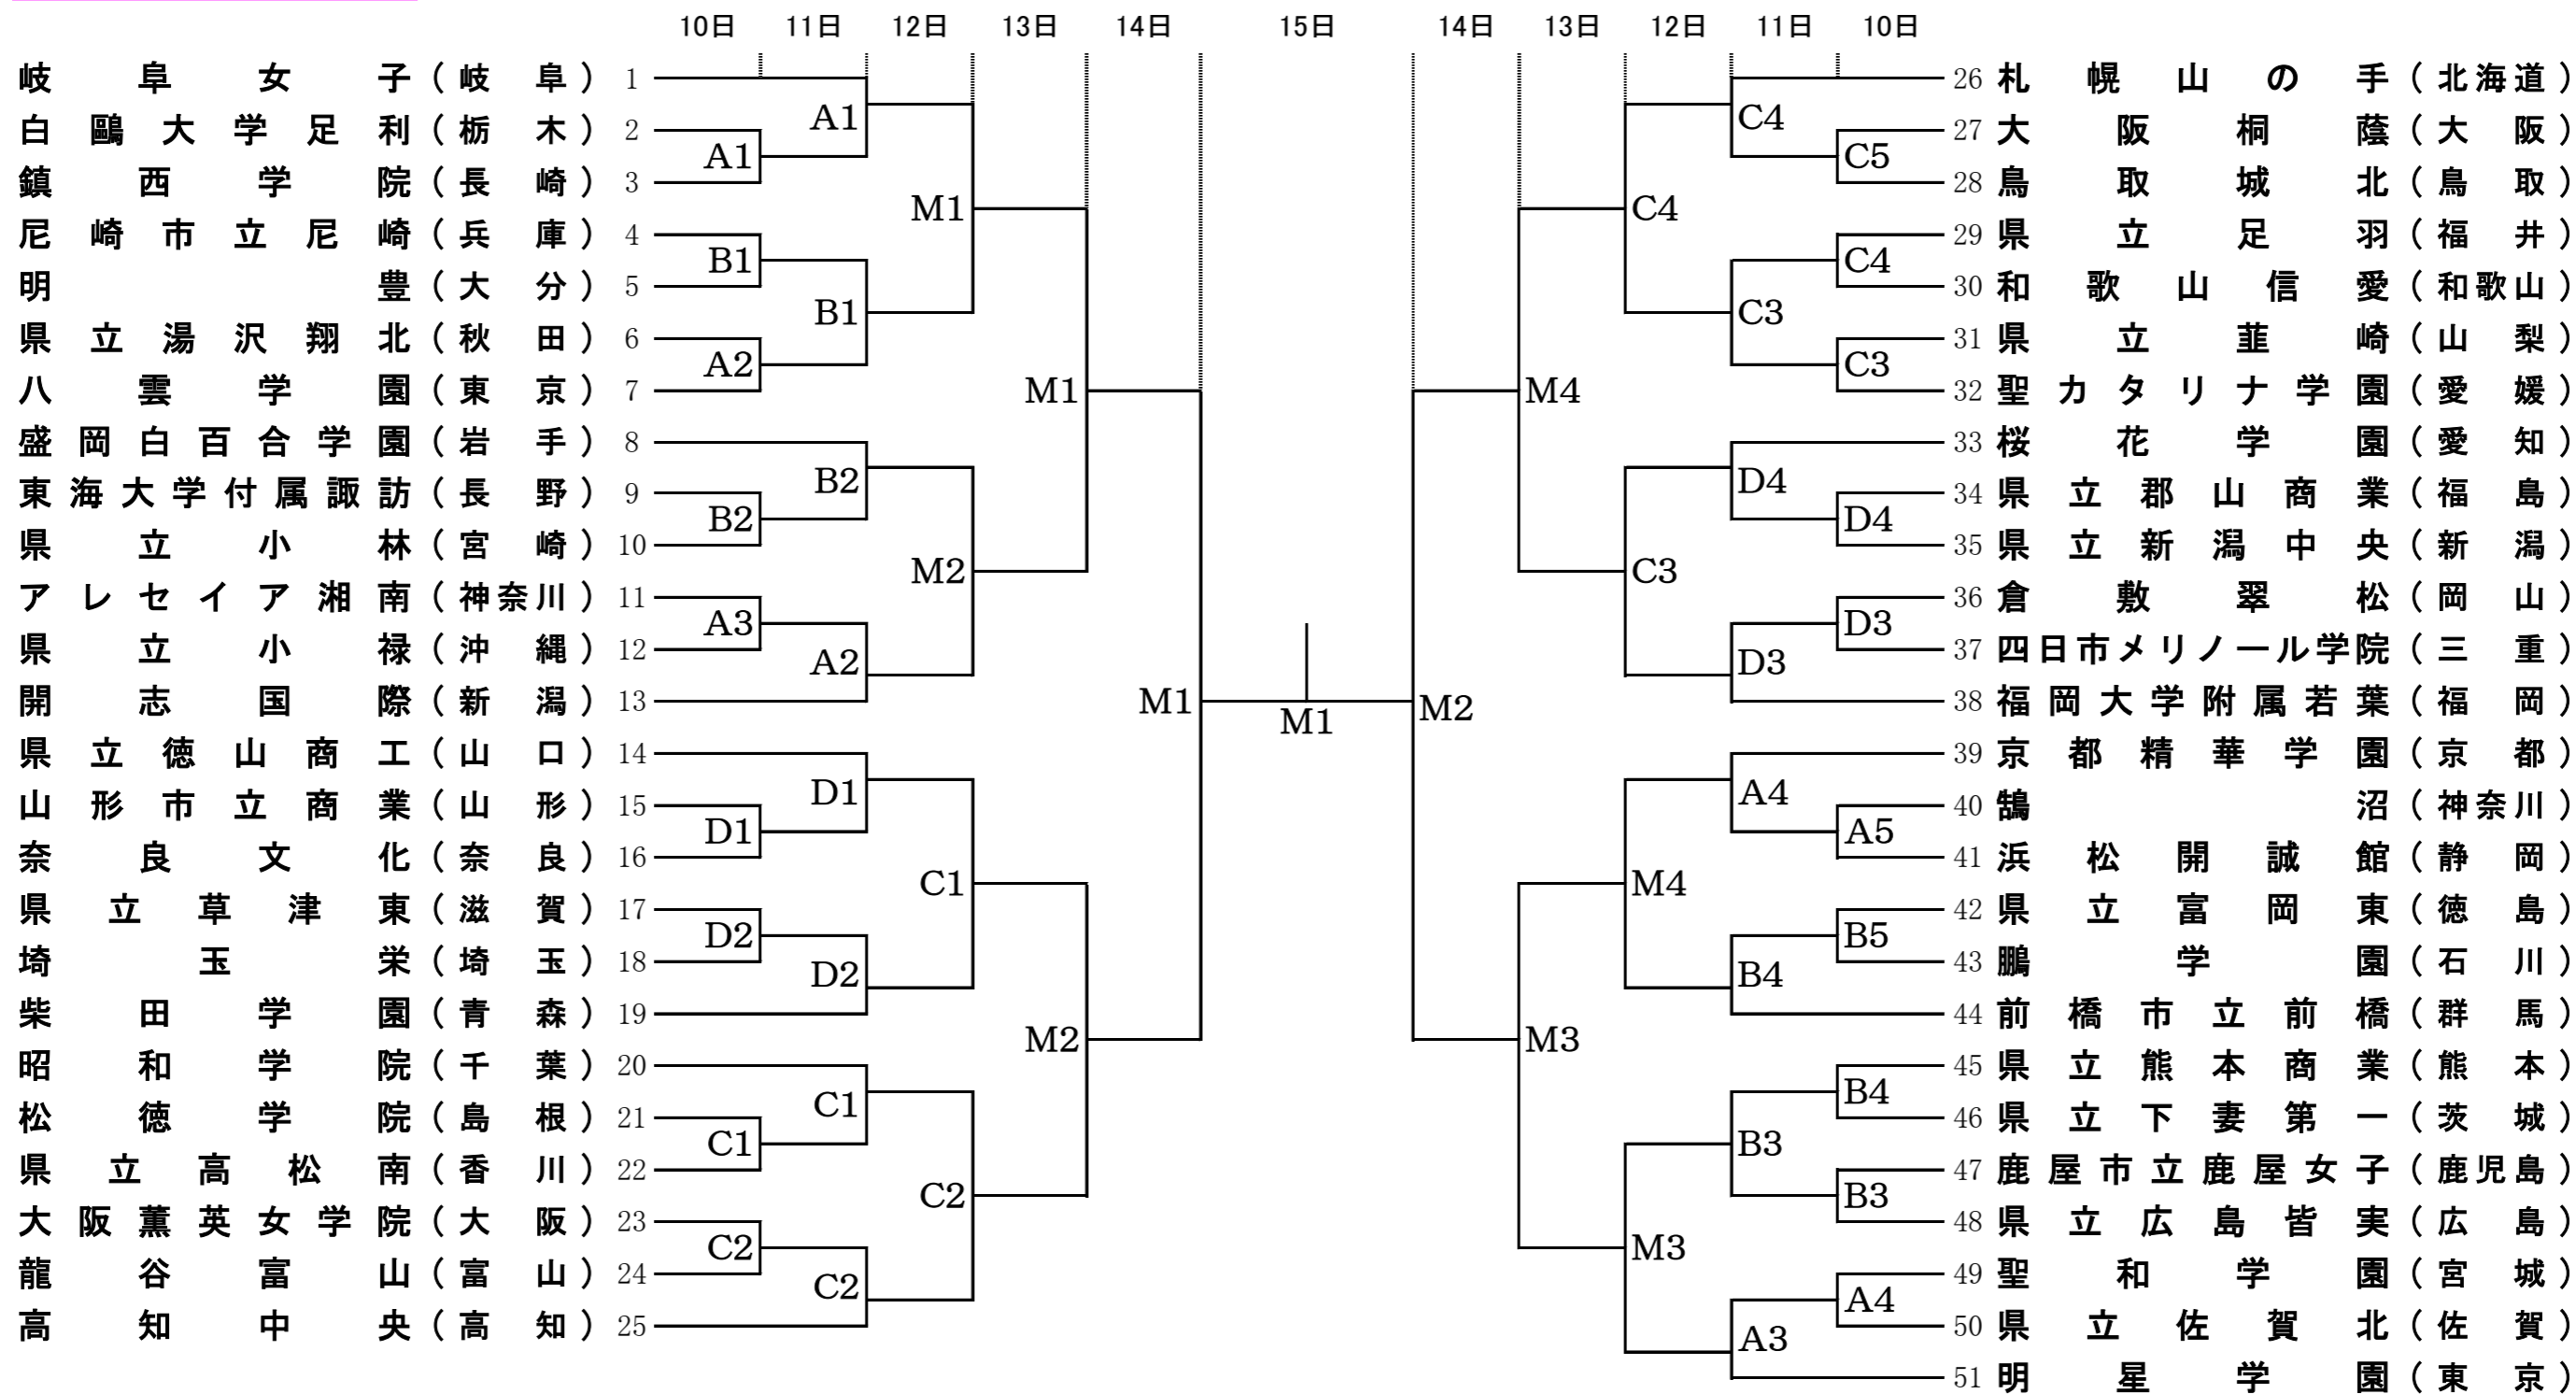 10日 11日 12日 13日 14日 15日 14日 13日 12日 11日 10日
岐阜女子(岐阜) 1 26 札幌山の手(北海道)
A1 C4
白鷗大学足利(栃木) 2 27 大阪桐蔭(大阪)
A1 C5
鎮西学院(長崎) 3 28 鳥取城北(鳥取)
M1 C4
尼崎市立尼崎(兵庫) 4 29 県立足羽(福井)
B1 C4
明豊(大分) 5 30 和歌山信愛(和歌山)
B1 C3
県立湯沢翔北(秋田) 6 31 県立韮崎(山梨)
A2 C3
八雲学園(東京) 7 M1 M4 32 聖カタリナ学園(愛媛)
盛岡白百合学園(岩手) 8 33 桜花学園(愛知)
B2 D4
東海大学付属諏訪(長野) 9 34 県立郡山商業(福島)
B2 D4
県立小林(宮崎) 10 35 県立新潟中央(新潟)
M2 C3
アレセイア湘南(神奈川) 11 36 倉敷翠松(岡山)
A3 D3
県立小禄(沖縄) 12 37 四日市メリノール学院(三重)
A2 D3
開志国際(新潟) 13 M1 M2 38 福岡大学附属若葉(福岡)
M1
県立徳山商工(山口) 14 39 京都精華学園(京都)
D1 A4
山形市立商業(山形) 15 40 鵠沼(神奈川)
D1 A5
奈良文化(奈良) 16 41 浜松開誠館(静岡)
C1 M4
県立草津東(滋賀) 17 42 県立富岡東(徳島)
D2 B5
埼玉栄(埼玉) 18 43 鵬学園(石川)
D2 B4
柴田学園(青森) 19 44 前橋市立前橋(群馬)
M2 M3
昭和学院(千葉) 20 45 県立熊本商業(熊本)
C1 B4
松徳学院(島根) 21 46 県立下妻第一(茨城)
C1 B3
県立高松南(香川) 22 47 鹿屋市立鹿屋女子(鹿児島)
C2 B3
大阪薫英女学院(大阪) 23 48 県立広島皆実(広島)
C2 M3
龍谷富山(富山) 24 49 聖和学園(宮城)
C2 A4
高知中央(高知) 25 50 県立佐賀北(佐賀)
A3
51 明星学園(東京)